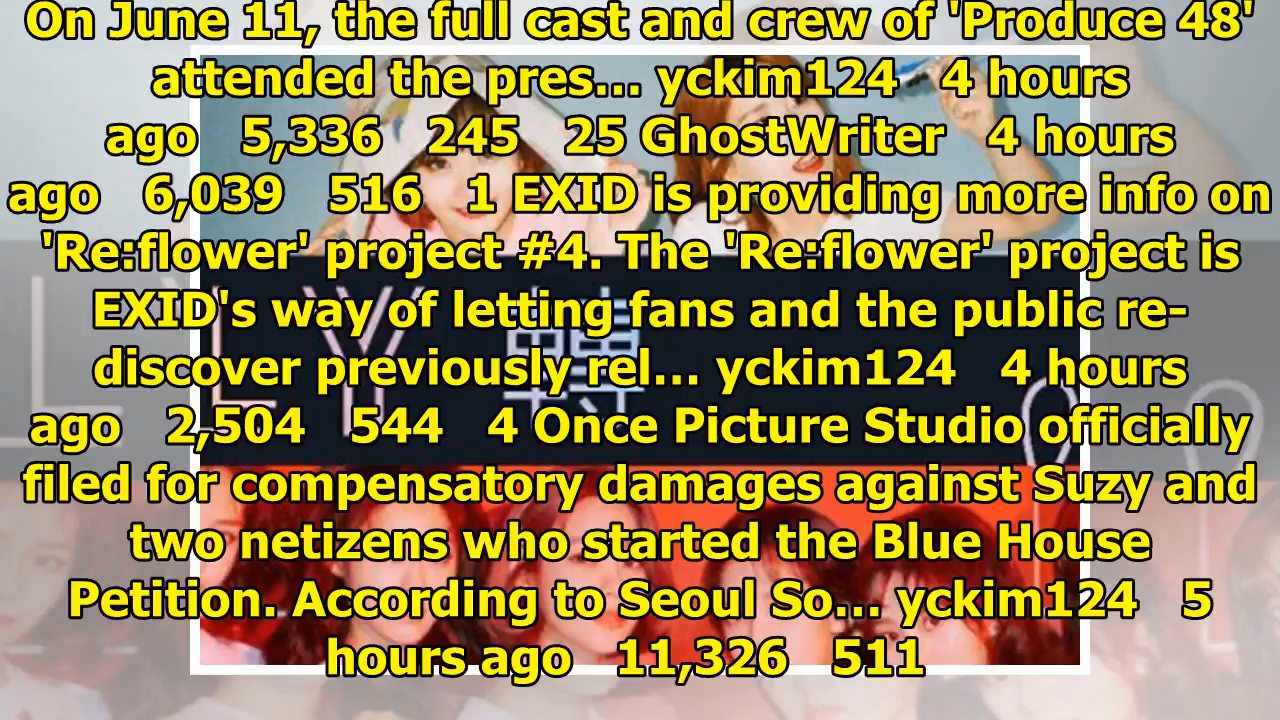 On June 11, the full cast and crew of 'Produce 48'
attended the pres... yckim124 4 hours
ago 5,336 245 25 GhostWriter 4 hours
ago 6,039 516 1 EXID is providing more info on
'Re:flower' project #4. The 'Re:flower' project is
EXID's way of letting fans and the public re-
discover previously rel... yckim124 4 hours
ago 2,504 544 4 Once Picture Studio officially
filed for compensatory damages against Suzy and
two netizens who started the Blue House
Petition. According to Seoul So... yckim124 5
hours ago 11,326 511
LLY 轉